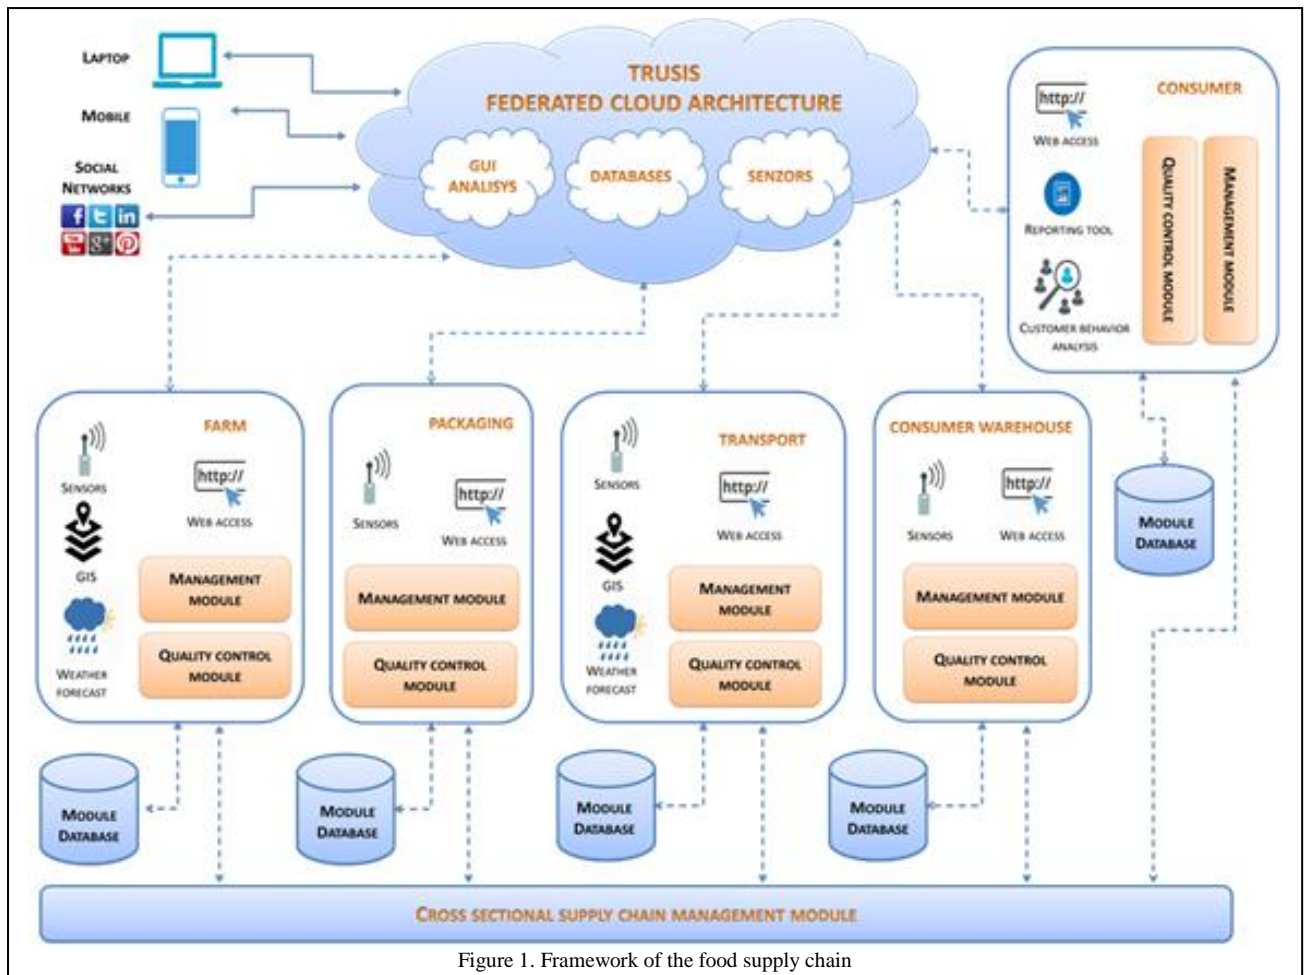 LAPTOP
MOBILE
SOCIAL
NETWORKS
f t in
You
Tube g+ P
TRUSIS
FEDERATED CLOUD ARCHITECTURE
GUI
ANALISYS
DATABASES
SENZORS
CONSUMER
http://
WEB ACCESS
REPORTING TOOL
CUSTOMER BEHAVIOR
ANALYSIS
QUALITY CONTROL MODULE
MANAGEMENT MODULE
MODULE
DATABASE
FARM
SENSORS
http://
WEB ACCESS
GIS
WEATHER
FORECAST
MANAGEMENT
MODULE
QUALITY CONTROL
MODULE
PACKAGING
SENSORS
http://
WEB ACCESS
MANAGEMENT MODULE
QUALITY CONTROL
MODULE
TRANSPORT
SENSORS
http://
WEB ACCESS
GIS
WEATHER
FORECAST
MANAGEMENT
MODULE
QUALITY CONTROL
MODULE
CONSUMER WAREHOUSE
SENSORS
http://
WEB ACCESS
MANAGEMENT MODULE
QUALITY CONTROL
MODULE
MODULE
DATABASE
MODULE
DATABASE
MODULE
DATABASE
MODULE
DATABASE
CROSS SECTIONAL SUPPLY CHAIN MANAGEMENT MODULE
Figure 1. Framework of the food supply chain